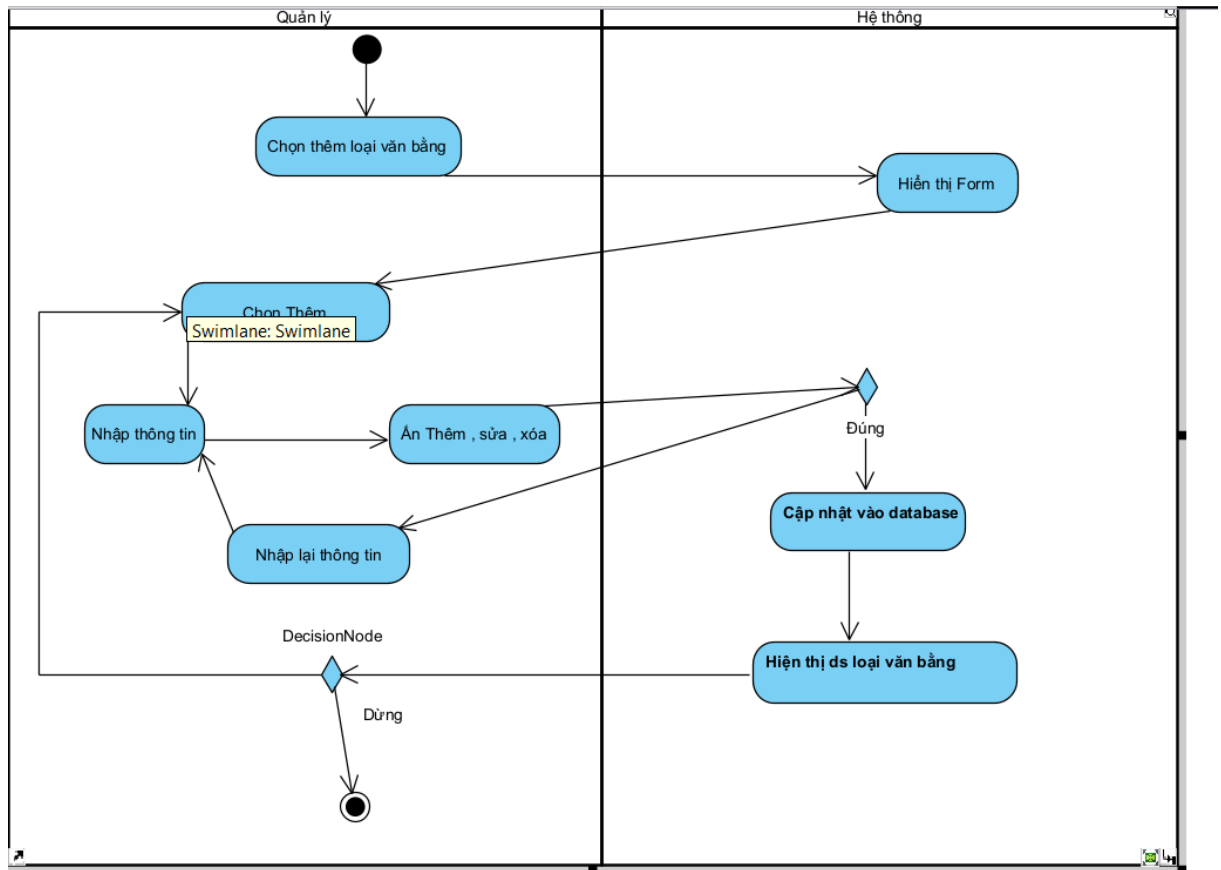 Quản lý
Hệ thông
Chọn thêm loại văn bằng
Hiển thị Form
Chọn Thêm
Swimlane: Swimlane
Nhập thông tin
Ấn Thêm , sửa , xóa
Đúng
Cập nhật vào database
Nhập lại thông tin
DecisionNode
Hiện thị ds loại văn bằng
Dừng